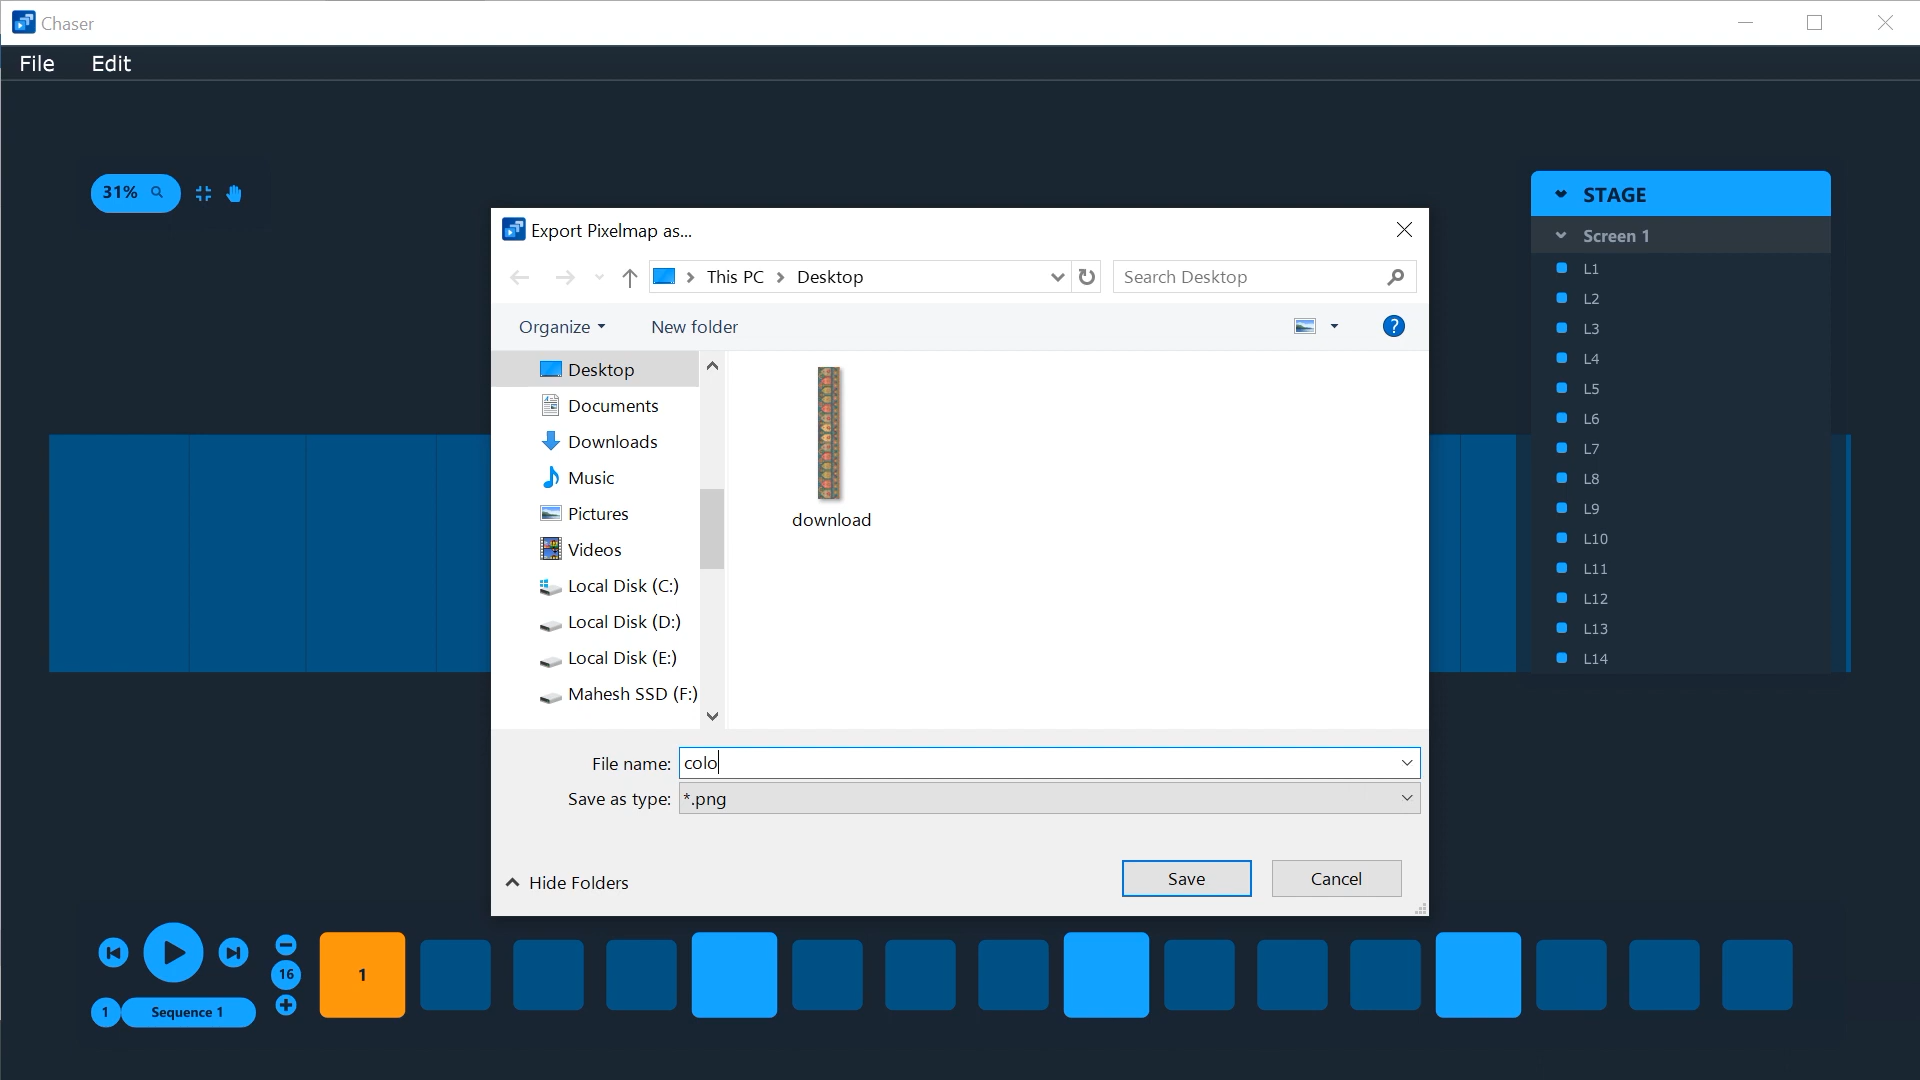 Chaser
File Edit
31%
STAGE
Screen 1
L1
L2
L3
L4
L5
L6
L7
L8
L9
L10
L11
L12
L13
L14
Export Pixelmap as...
This PC Desktop
Search Desktop
Organize New folder
?
Desktop
Documents
Downloads
Music
Pictures
Videos
Local Disk (C:)
Local Disk (D:)
Local Disk (E:)
Mahesh SSD (F:)
download
File name: colo
Save as type: *.png
Hide Folders
Save Cancel
16
1
1 Sequence 1